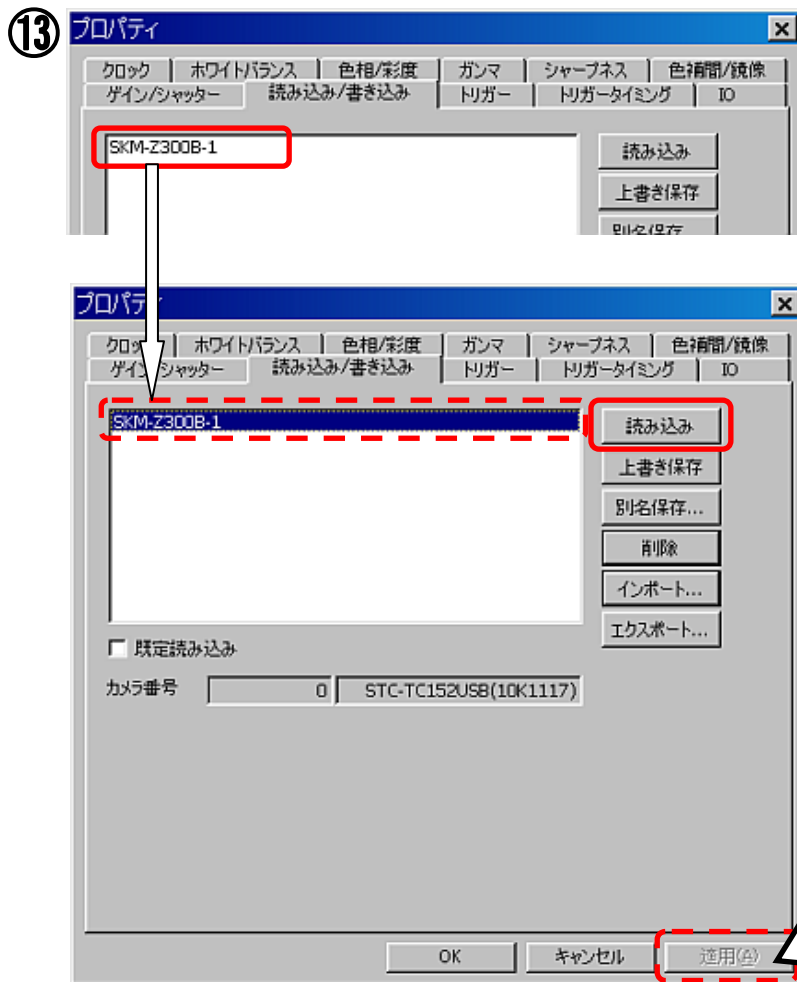 ⑬
プロパティ
クロック ホワイトバランス 色相/彩度 ガンマ シャープネス 色補間/鏡像
ゲイン/シャッター 読み込み/書き込み トリガー トリガータイミング IO
SKM-Z300B-1 読み込み
上書き保存
別名保存
プロパティ
クロック ホワイトバランス 色相/彩度 ガンマ シャープネス 色補間/鏡像
ゲイン/シャッター 読み込み/書き込み トリガー トリガータイミング IO
SKM-Z300B-1 読み込み
上書き保存
別名保存...
削除
インポート...
エクスポート...
既定読み込み
カメラ番号 0 STC-TC152USB(10K1117)
OK キャンセル 適用(A)